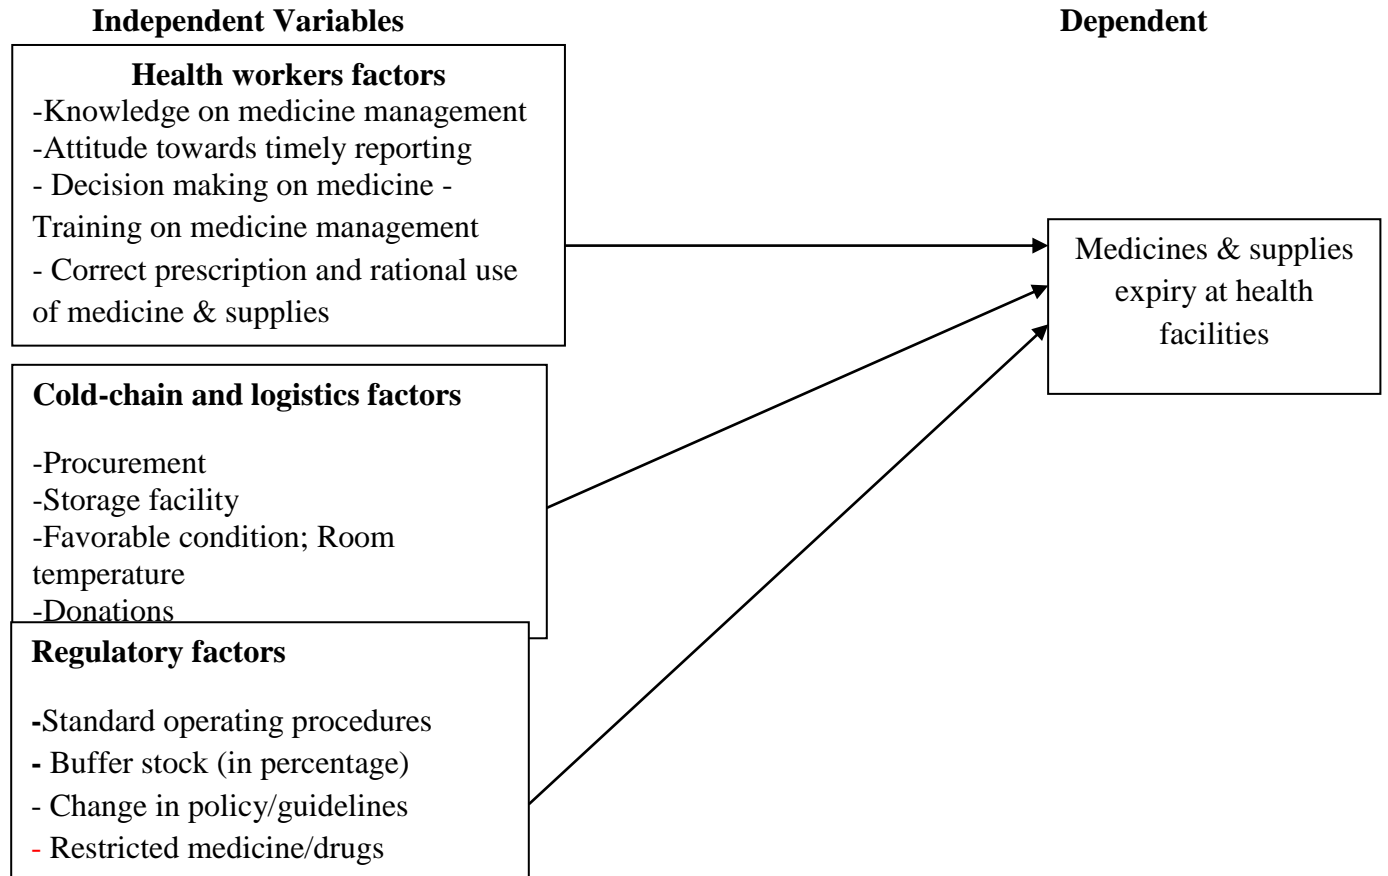 Independent Variables
Dependent
Health workers factors
-Knowledge on medicine management
-Attitude towards timely reporting
- Decision making on medicine -
Training on medicine management
- Correct prescription and rational use
of medicine & supplies
Medicines & supplies
expiry at health
facilities
Cold-chain and logistics factors
-Procurement
-Storage facility
-Favorable condition; Room
temperature
-Donations
Regulatory factors
-Standard operating procedures
- Buffer stock (in percentage)
- Change in policy/guidelines
- Restricted medicine/drugs